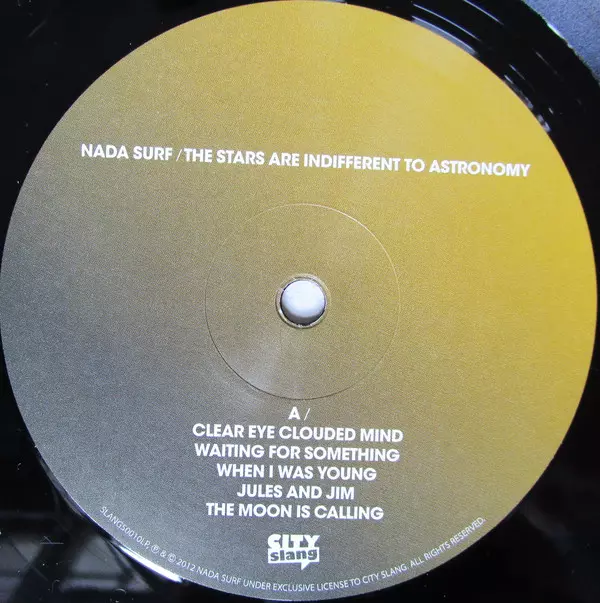 NADA SURF / THE STARS ARE INDIFFERENT TO ASTRONOMY
A /
CLEAR EYE CLOUDED MIND
WAITING FOR SOMETHING
WHEN I WAS YOUNG
JULES AND JIM
THE MOON IS CALLING
CITY
slang
SLANG50010LP. ℗ & © 2012 NADA SURF UNDER EXCLUSIVE LICENSE TO CITY SLANG. ALL RIGHTS RESERVED.